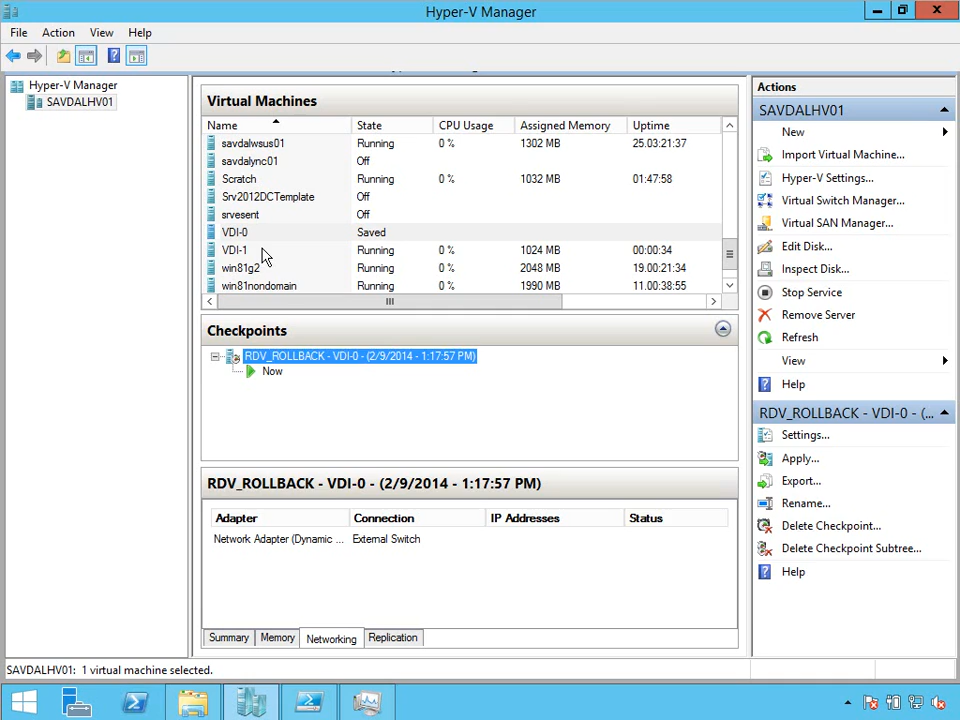 Hyper-V Manager
File Action View Help
Hyper-V Manager
SAVDALHV01
Virtual Machines
Name State CPU Usage Assigned Memory Uptime
savdalwsus01 Running 0 % 1302 MB 25.03:21:37
savdalync01 Off
Scratch Running 0 % 1032 MB 01:47:58
Srv2012DCTemplate Off
srvesent Off
VDI-0 Saved
VDI-1 Running 0 % 1024 MB 00:00:34
win81g2 Running 0 % 2048 MB 19.00:21:34
win81nondomain Running 0 % 1990 MB 11.00:38:55
Checkpoints
RDV_ROLLBACK - VDI-0 - (2/9/2014 - 1:17:57 PM)
Now
RDV_ROLLBACK - VDI-0 - (2/9/2014 - 1:17:57 PM)
Adapter Connection IP Addresses Status
Network Adapter (Dynamic ... External Switch
Summary Memory Networking Replication
Actions
SAVDALHV01
New
Import Virtual Machine...
Hyper-V Settings...
Virtual Switch Manager...
Virtual SAN Manager...
Edit Disk...
Inspect Disk...
Stop Service
Remove Server
Refresh
View
Help
RDV_ROLLBACK - VDI-0 - (...
Settings...
Apply...
Export...
Rename...
Delete Checkpoint...
Delete Checkpoint Subtree...
Help
SAVDALHV01: 1 virtual machine selected.